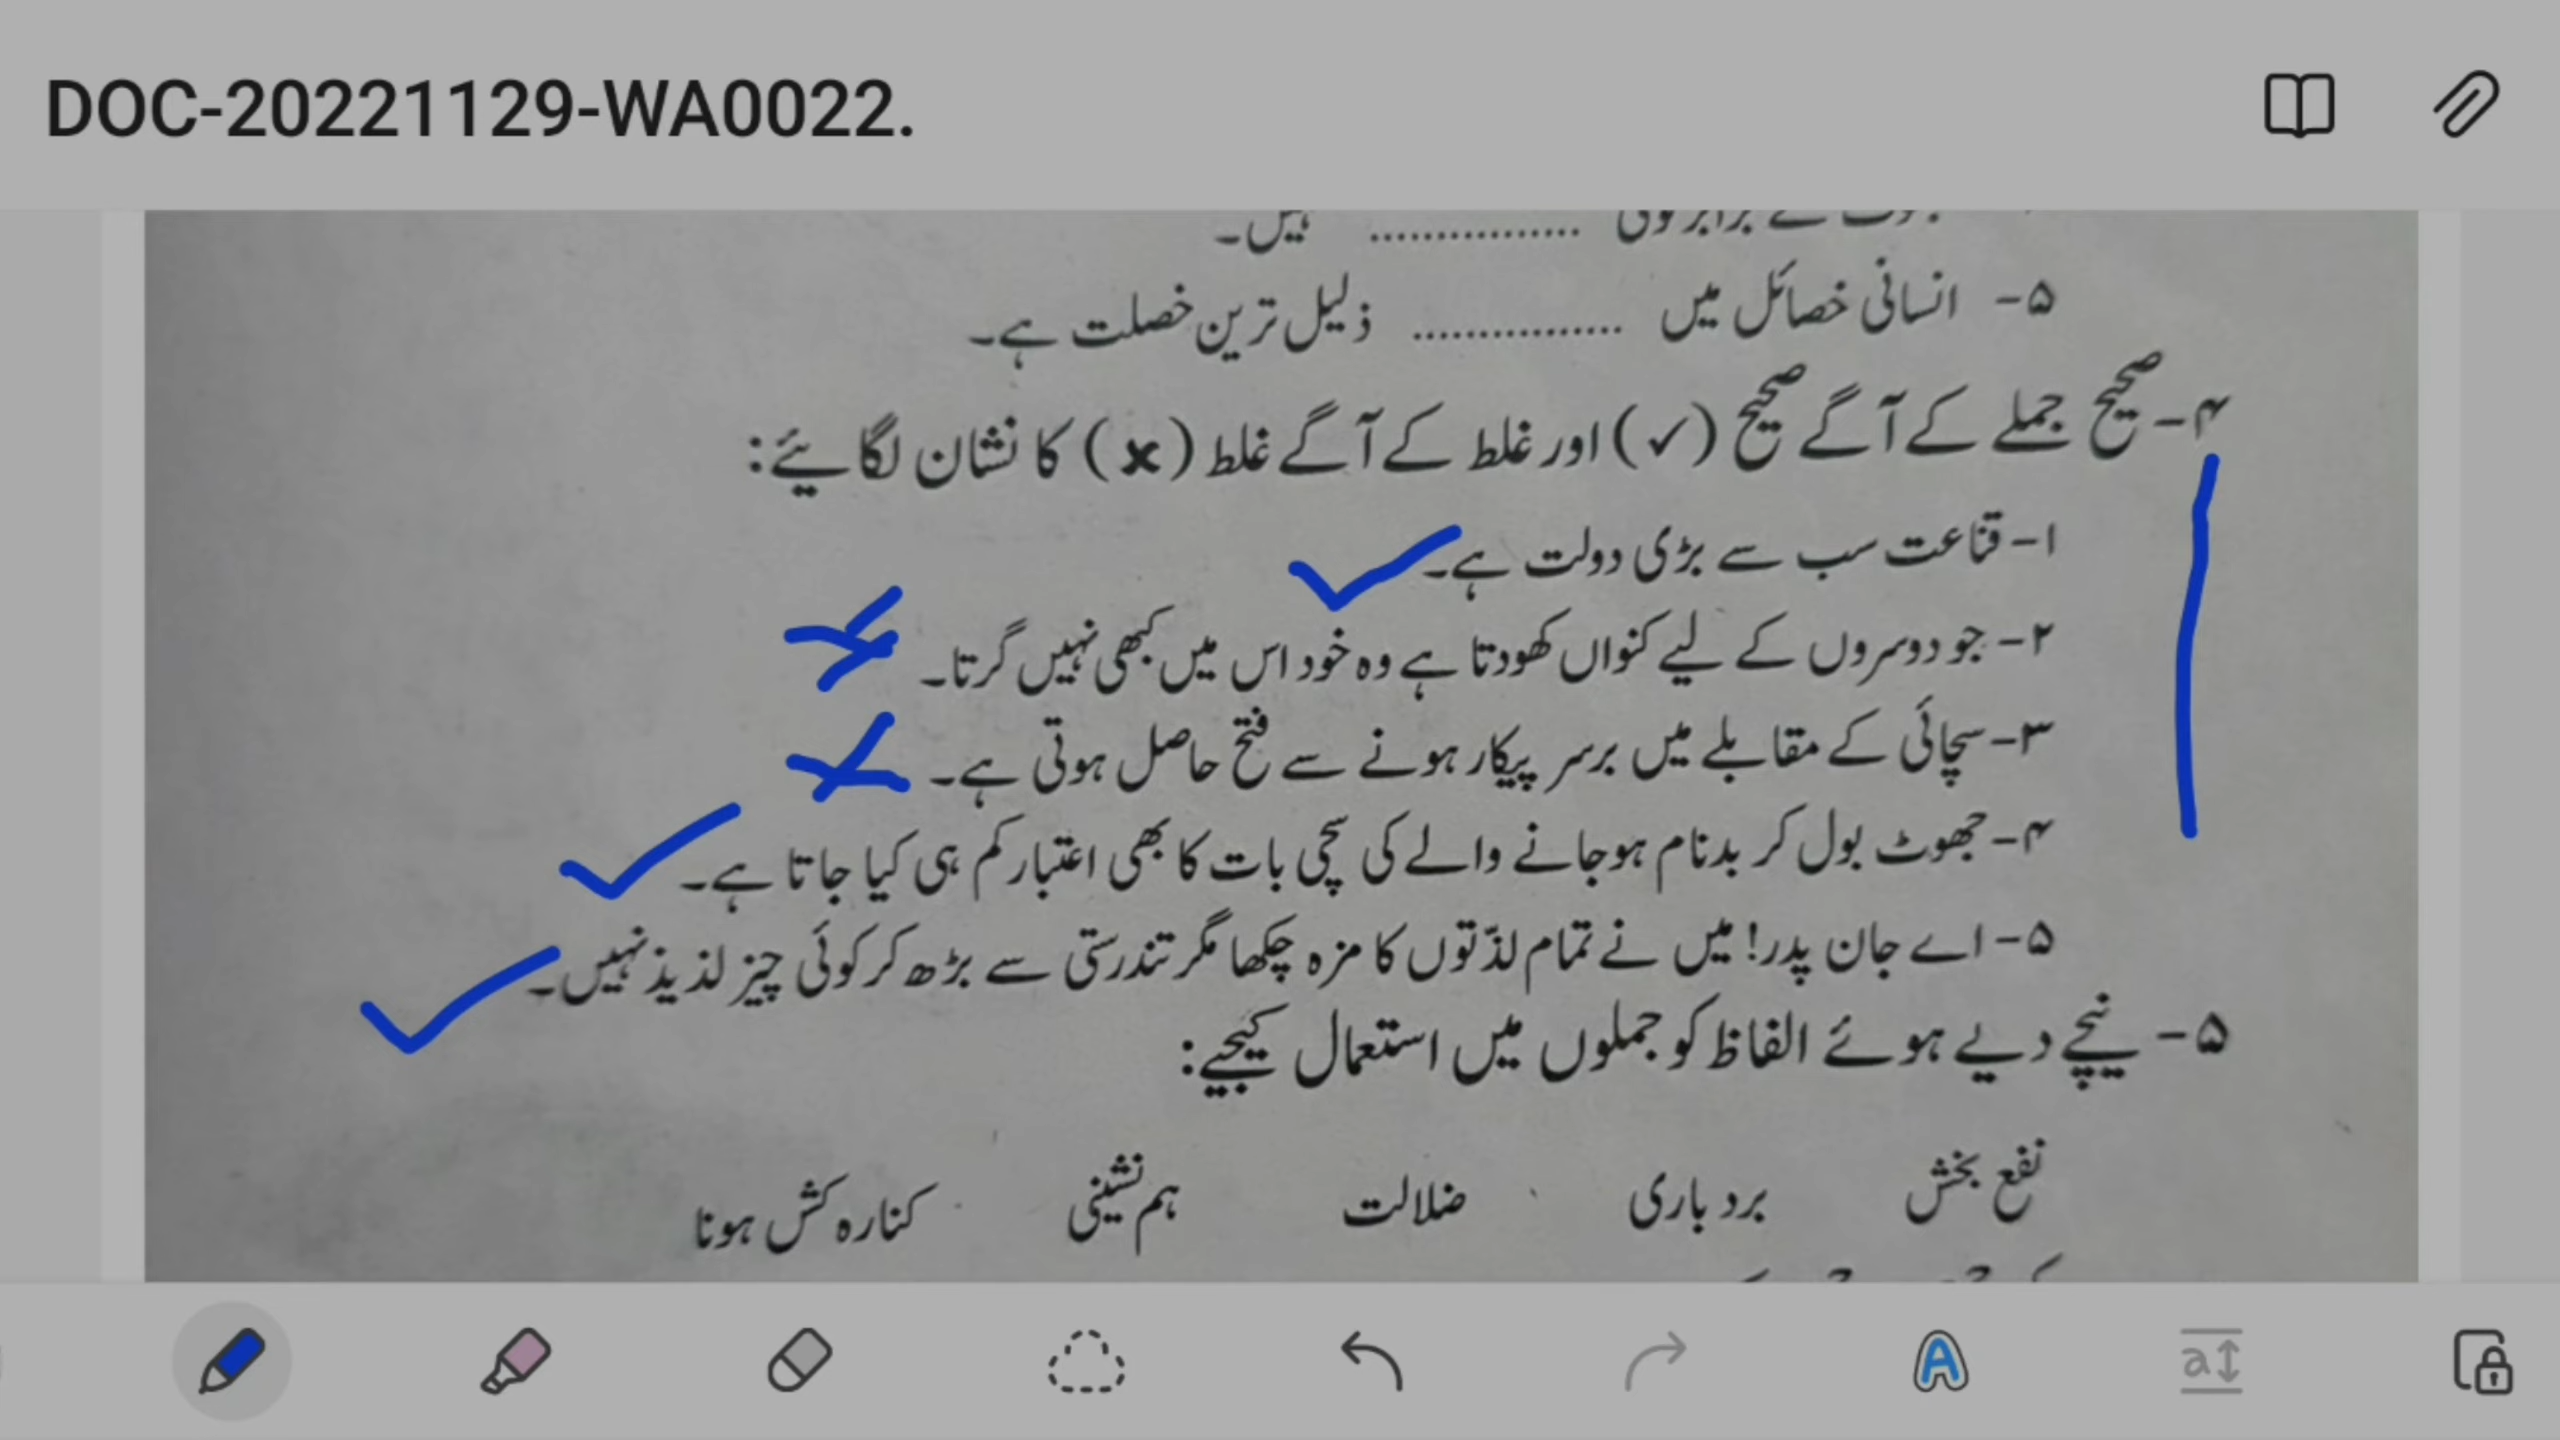 DOC-20221129-WA0022.
کے برابر کوئی ................ ہیں۔
۵- انسانی خصائل میں ................ ذلیل ترین خصلت ہے۔
۴- صحیح جملے کے آگے صحیح (✓) اور غلط کے آگے غلط (✗) کا نشان لگائیے:
۱- قناعت سب سے بڑی دولت ہے۔ ✓
۲- جو دوسروں کے لیے کنواں کھودتا ہے وہ خود اس میں کبھی نہیں گرتا۔ ✗
۳- سچائی کے مقابلے میں برسر پیکار ہونے سے فتح حاصل ہوتی ہے۔ ✗
۴- جھوٹ بول کر بدنام ہوجانے والے کی سچی بات کا بھی اعتبار کم ہی کیا جاتا ہے۔ ✓
۵- اے جان پدر! میں نے تمام لذّتوں کا مزہ چکھا مگر تندرستی سے بڑھ کر کوئی چیز لذیذ نہیں۔ ✓
۵- نیچے دیے ہوئے الفاظ کو جملوں میں استعمال کیجیے:
نفع بخش بردباری ضلالت ہم نشینی کنارہ کش ہونا
A a